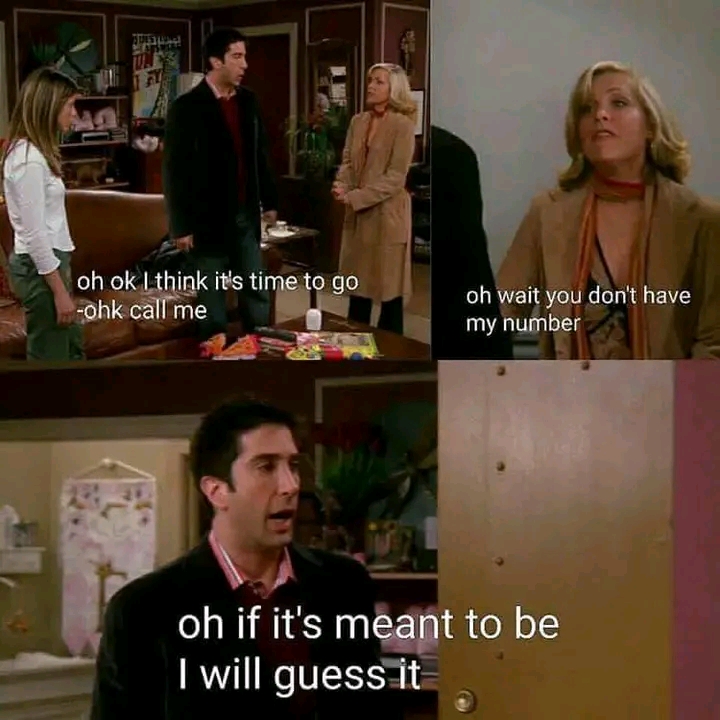 oh ok I think it's time to go
-ohk call me
oh wait you don't have
my number
oh if it's meant to be
I will guess it